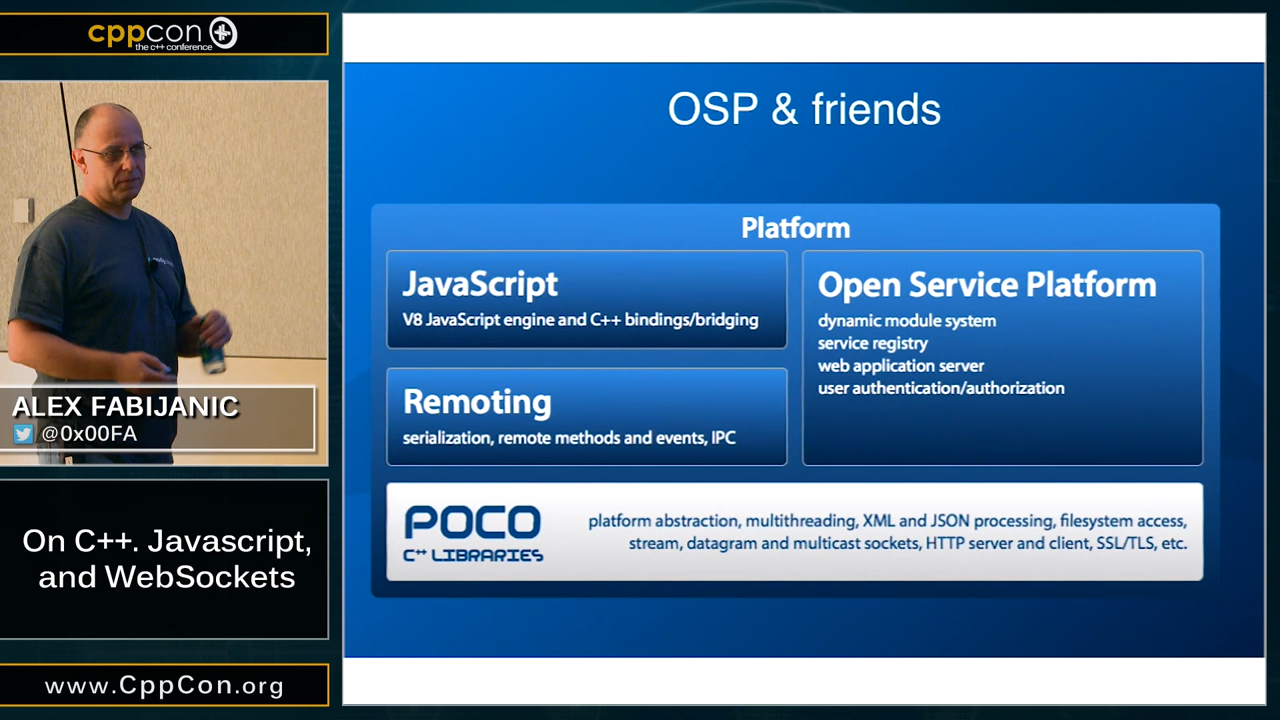 cppcon
the c++ conference
ALEX FABIJANIC
@0x00FA
On C++. Javascript,
and WebSockets
www.CppCon.org
OSP & friends
Platform
JavaScript
V8 JavaScript engine and C++ bindings/bridging
Remoting
serialization, remote methods and events, IPC
Open Service Platform
dynamic module system
service registry
web application server
user authentication/authorization
POCO
C++ LIBRARIES
platform abstraction, multithreading, XML and JSON processing, filesystem access,
stream, datagram and multicast sockets, HTTP server and client, SSL/TLS, etc.